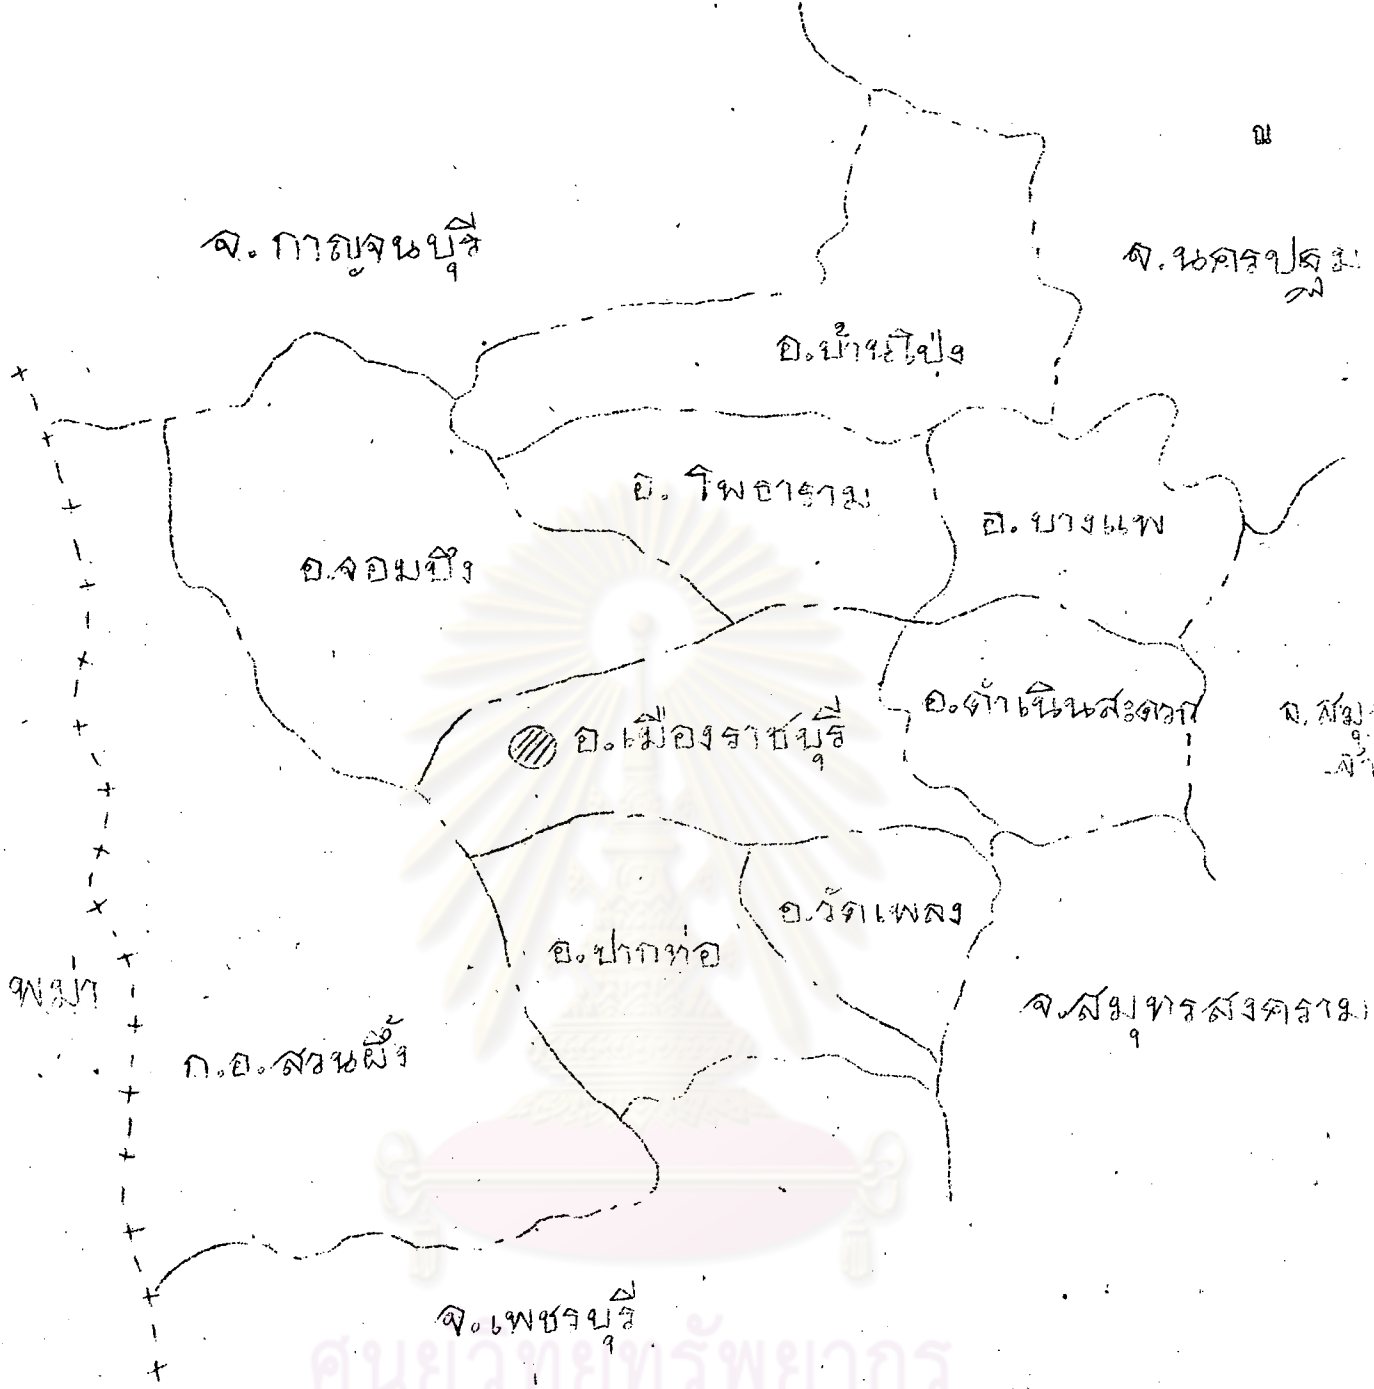 ณ
จ.กาญจนบุรี
จ.นครปฐม
อ.บ้านโป่ง
อ.โพธาราม
อ.บางแพ
อ.จอมบึง
อ.ดำเนินสะดวก
อ.เมืองราชบุรี
จ.สมุ
อ.วัดเพลง
อ.ปากท่อ
พม่า
จ.สมุทรสงคราม
ก.อ.สวนผึ้ง
จ.เพชรบุรี
ศูนย์วิทยทรัพยากร